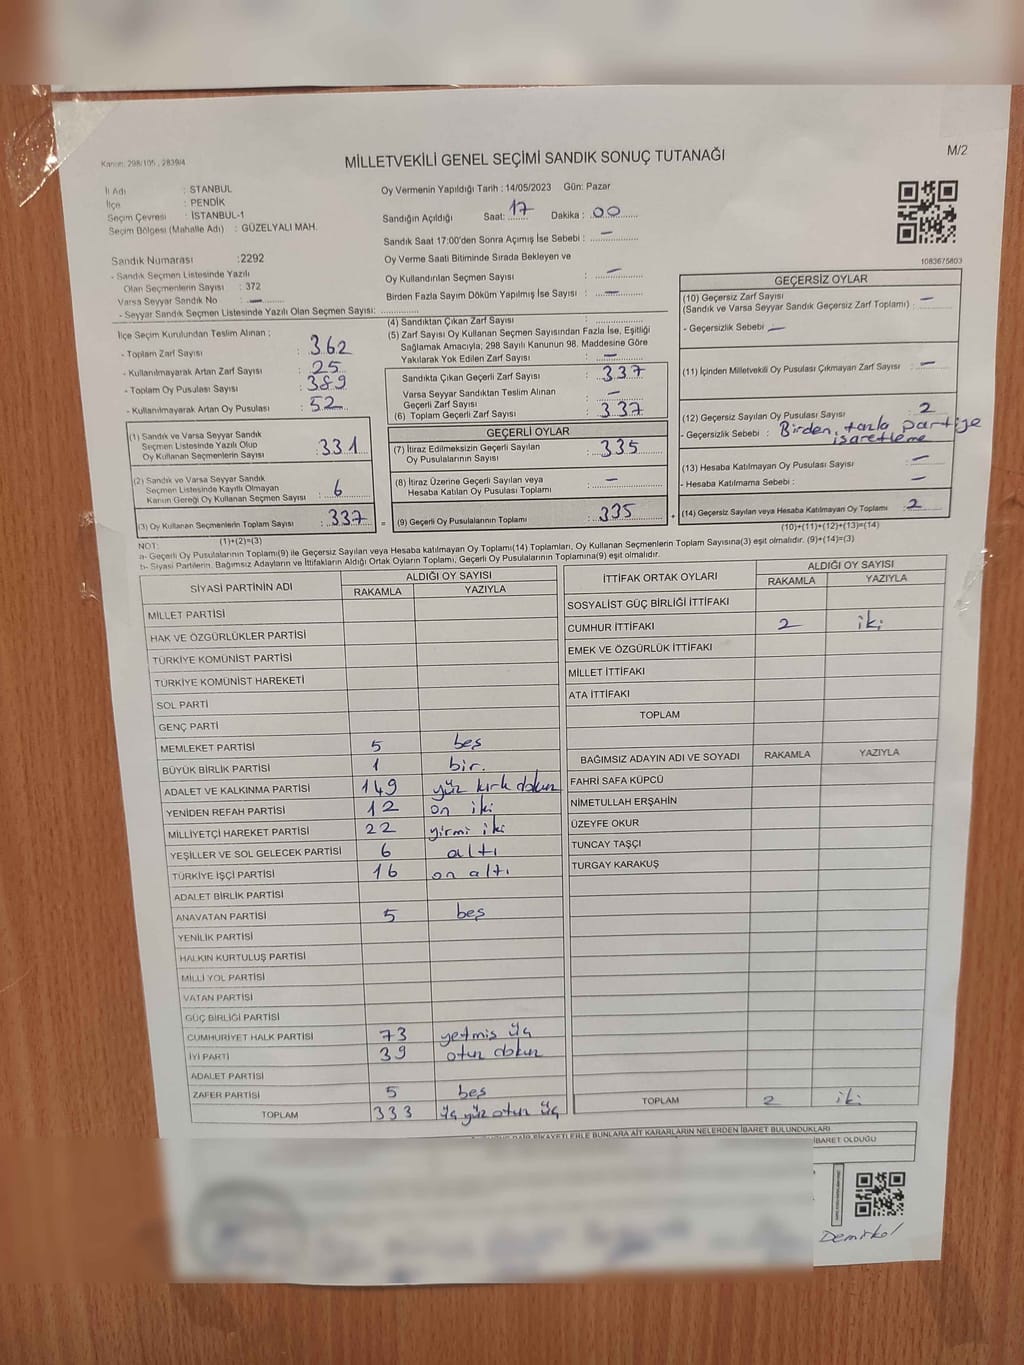 Kanun: 298/105 , 2839/4
MİLLETVEKİLİ GENEL SEÇİMİ SANDIK SONUÇ TUTANAĞI
M/2
İl Adı : STANBUL
İlçe : PENDİK
Seçim Çevresi : İSTANBUL-1
Seçim Bölgesi (Mahalle Adı) : GÜZELYALI MAH.
Oy Vermenin Yapıldığı Tarih : 14/05/2023 Gün: Pazar
Sandığın Açıldığı Saat: 17 Dakika : 00
Sandık Saat 17:00'den Sonra Açılmış İse Sebebi : —
Oy Verme Saati Bitiminde Sırada Bekleyen ve
Oy Kullandırılan Seçmen Sayısı : —
Birden Fazla Sayım Döküm Yapılmış İse Sayısı : —
1083675803
Sandık Numarası :2292
- Sandık Seçmen Listesinde Yazılı
Olan Seçmenlerin Sayısı : 372
Varsa Seyyar Sandık No : —
- Seyyar Sandık Seçmen Listesinde Yazılı Olan Seçmen Sayısı:
İlçe Seçim Kurulundan Teslim Alınan ;
- Toplam Zarf Sayısı : 362
- Kullanılmayarak Artan Zarf Sayısı : 25
- Toplam Oy Pusulası Sayısı : 389
- Kullanılmayarak Artan Oy Pusulası : 52
(1) Sandık ve Varsa Seyyar Sandık
Seçmen Listesinde Yazılı Olup
Oy Kullanan Seçmenlerin Sayısı : 331
(2) Sandık ve Varsa Seyyar Sandık
Seçmen Listesinde Kayıtlı Olmayan
Kanun Gereği Oy Kullanan Seçmen Sayısı : 6
(3) Oy Kullanan Seçmenlerin Toplam Sayısı : 337
(1)+(2)=(3)
(4) Sandıktan Çıkan Zarf Sayısı :
(5) Zarf Sayısı Oy Kullanan Seçmen Sayısından Fazla İse, Eşitliği
Sağlamak Amacıyla; 298 Sayılı Kanunun 98. Maddesine Göre
Yakılarak Yok Edilen Zarf Sayısı : —
Sandıkta Çıkan Geçerli Zarf Sayısı : 337
Varsa Seyyar Sandıktan Teslim Alınan
Geçerli Zarf Sayısı : —
(6) Toplam Geçerli Zarf Sayısı : 337
GEÇERLİ OYLAR
(7) İtiraz Edilmeksizin Geçerli Sayılan
Oy Pusulalarının Sayısı : 335
(8) İtiraz Üzerine Geçerli Sayılan veya
Hesaba Katılan Oy Pusulası Toplamı : —
= (9) Geçerli Oy Pusulalarının Toplamı : 335 +
GEÇERSİZ OYLAR
(10) Geçersiz Zarf Sayısı
(Sandık ve Varsa Seyyar Sandık Geçersiz Zarf Toplamı) : —
- Geçersizlik Sebebi : —
(11) İçinden Milletvekili Oy Pusulası Çıkmayan Zarf Sayısı : —
(12) Geçersiz Sayılan Oy Pusulası Sayısı : 2
- Geçersizlik Sebebi : Birden fazla partiye
işaretleme
(13) Hesaba Katılmayan Oy Pusulası Sayısı : —
- Hesaba Katılmama Sebebi : —
(14) Geçersiz Sayılan veya Hesaba Katılmayan Oy Toplamı : 2
(10)+(11)+(12)+(13)=(14)
NOT:
a- Geçerli Oy Pusulalarının Toplamı(9) ile Geçersiz Sayılan veya Hesaba katılmayan Oy Toplamı(14) Toplamları, Oy Kullanan Seçmenlerin Toplam Sayısına(3) eşit olmalıdır. (9)+(14)=(3)
b- Siyasi Partilerin, Bağımsız Adayların ve İttifakların Aldığı Ortak Oyların Toplamı, Geçerli Oy Pusulalarının Toplamına(9) eşit olmalıdır.
SİYASİ PARTİNİN ADI ALDIĞI OY SAYISI
RAKAMLA YAZIYLA
MİLLET PARTİSİ
HAK VE ÖZGÜRLÜKLER PARTİSİ
TÜRKİYE KOMÜNİST PARTİSİ
TÜRKİYE KOMÜNİST HAREKETİ
SOL PARTİ
GENÇ PARTİ
MEMLEKET PARTİSİ 5 beş
BÜYÜK BİRLİK PARTİSİ 1 bir.
ADALET VE KALKINMA PARTİSİ 149 yüz kırk dokuz
YENİDEN REFAH PARTİSİ 12 on iki
MİLLİYETÇİ HAREKET PARTİSİ 22 yirmi iki
YEŞİLLER VE SOL GELECEK PARTİSİ 6 altı
TÜRKİYE İŞÇİ PARTİSİ 16 on altı
ADALET BİRLİK PARTİSİ
ANAVATAN PARTİSİ 5 beş
YENİLİK PARTİSİ
HALKIN KURTULUŞ PARTİSİ
MİLLİ YOL PARTİSİ
VATAN PARTİSİ
GÜÇ BİRLİĞİ PARTİSİ
CUMHURİYET HALK PARTİSİ 73 yetmiş üç
İYİ PARTİ 39 otuz dokuz
ADALET PARTİSİ
ZAFER PARTİSİ 5 beş
TOPLAM 333 üç yüz otuz üç
İTTİFAK ORTAK OYLARI ALDIĞI OY SAYISI
RAKAMLA YAZIYLA
SOSYALİST GÜÇ BİRLİĞİ İTTİFAKI
CUMHUR İTTİFAKI 2 iki
EMEK VE ÖZGÜRLÜK İTTİFAKI
MİLLET İTTİFAKI
ATA İTTİFAKI
TOPLAM
BAĞIMSIZ ADAYIN ADI VE SOYADI RAKAMLA YAZIYLA
FAHRİ SAFA KÜPCÜ
NİMETULLAH ERŞAHİN
ÜZEYFE OKUR
TUNCAY TAŞÇI
TURGAY KARAKUŞ
TOPLAM 2 iki
ŞİKAYETLERLE BUNLARA AİT KARARLARIN NELERDEN İBARET BULUNDUKLARI
İBARET OLDUĞU
Demirkol